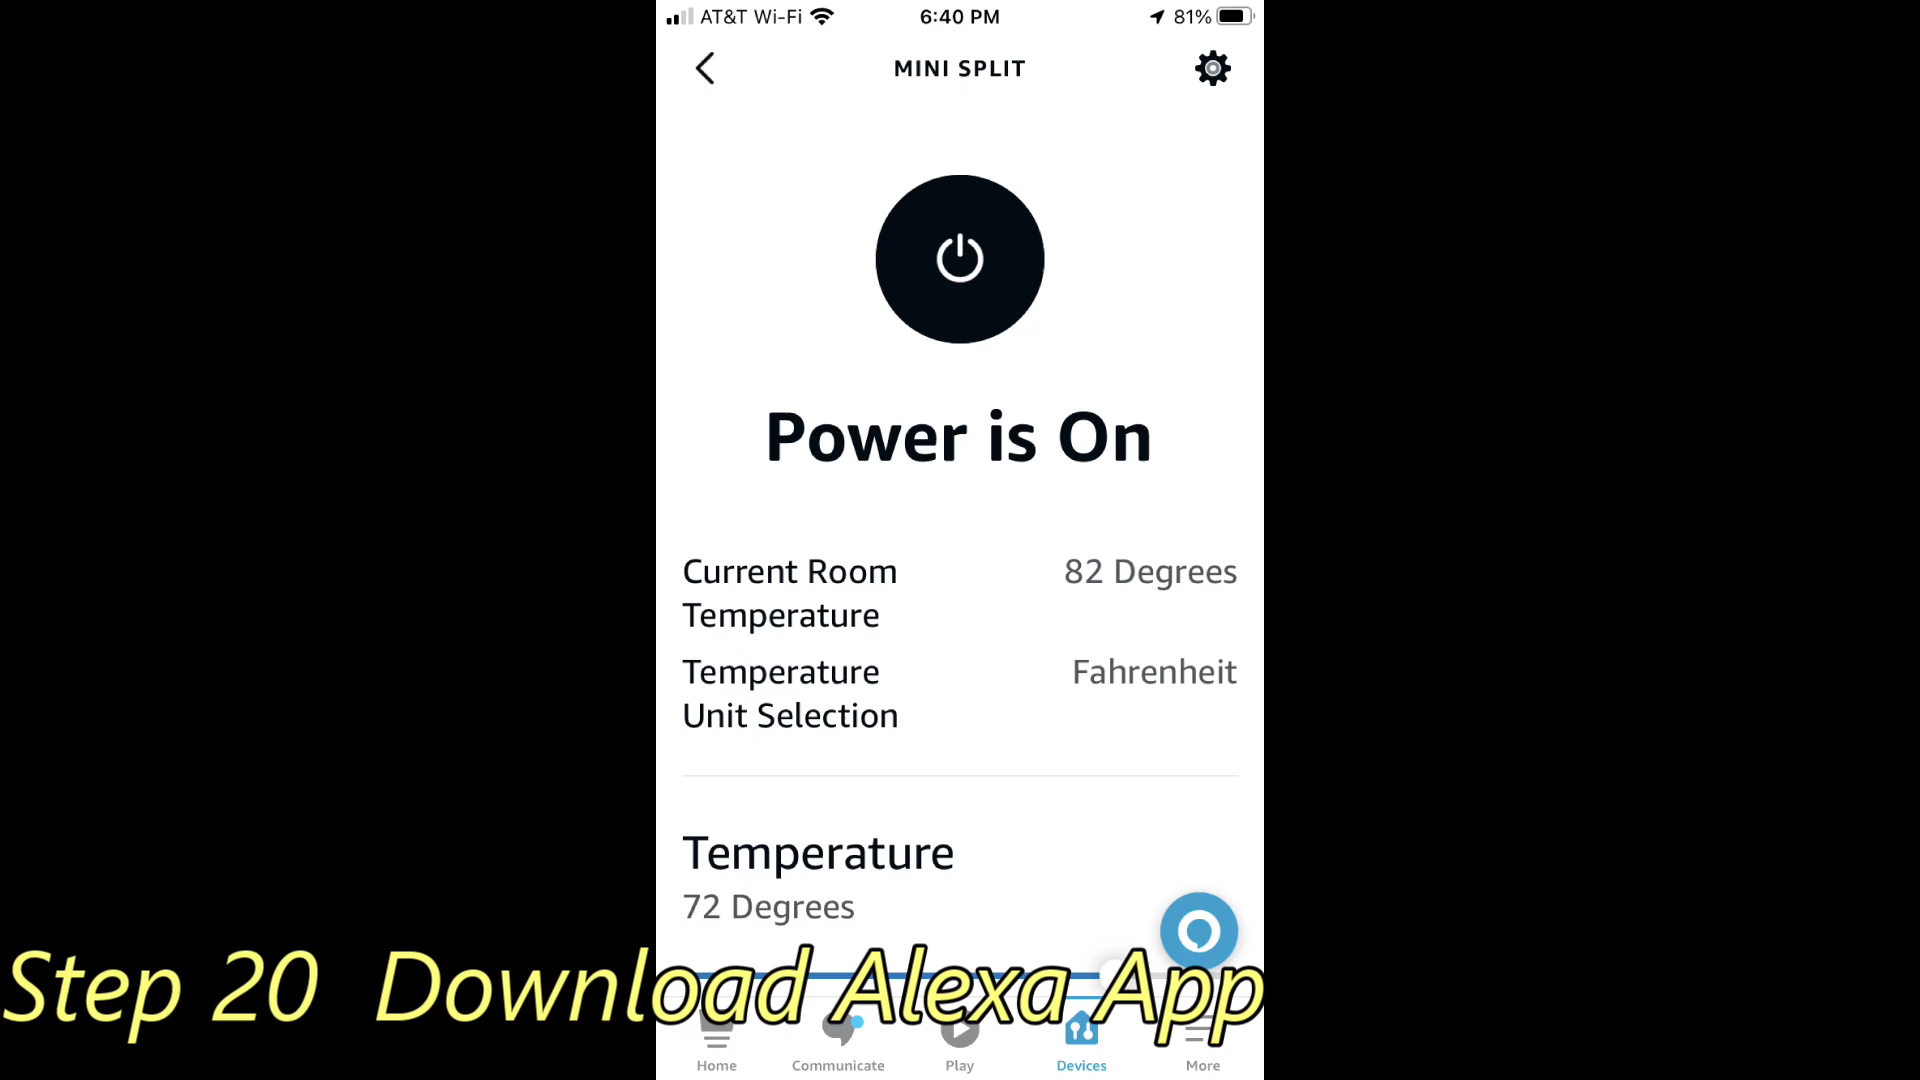 AT&T Wi-Fi 6:40 PM 81%
MINI SPLIT
Power is On
Current Room 82 Degrees
Temperature
Temperature Fahrenheit
Unit Selection
Temperature
72 Degrees
Step 20 Download Alexa App
Home Communicate Play Devices More